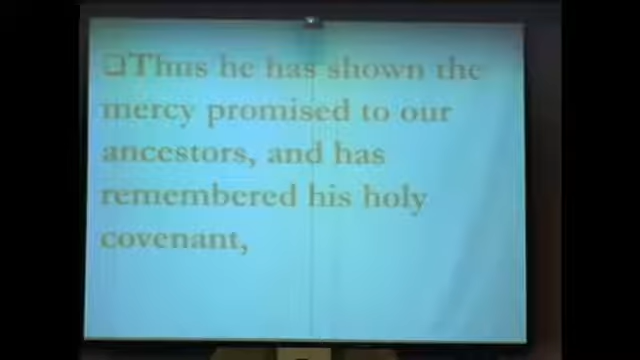 ❑Thus he has shown the
mercy promised to our
ancestors, and has
remembered his holy
covenant,